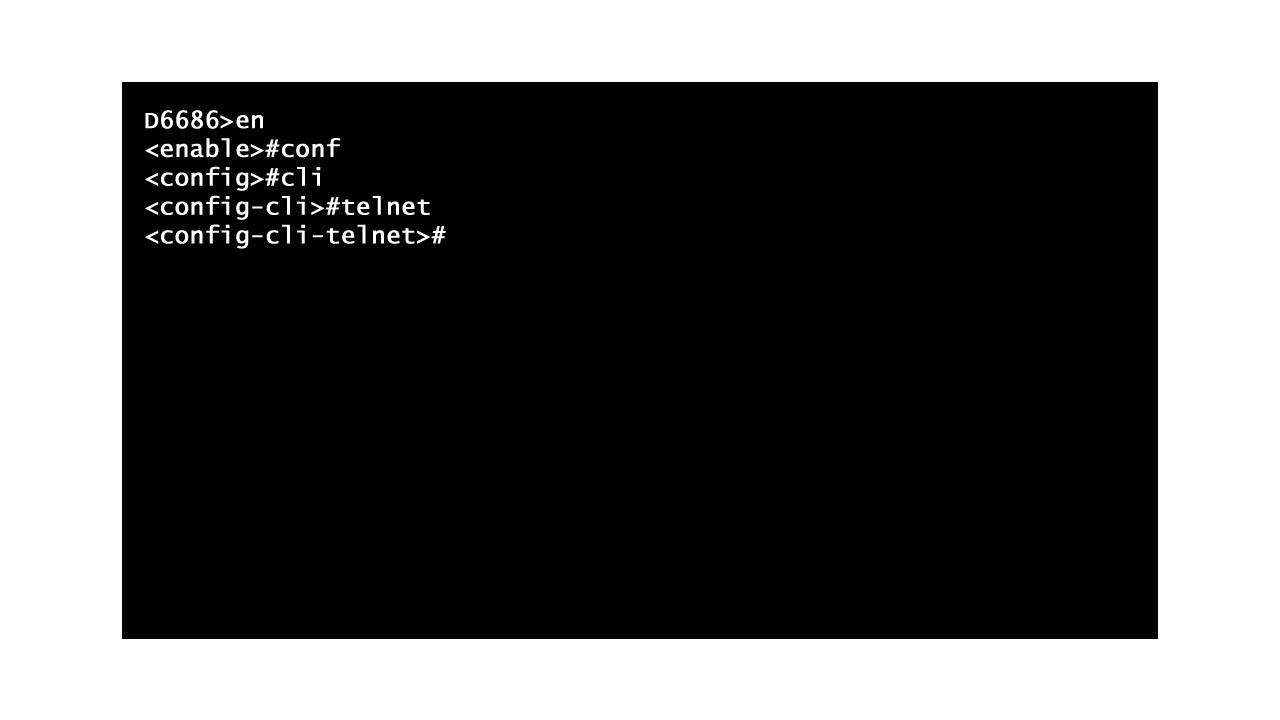 D6686>en
<enable>#conf
<config>#cli
<config-cli>#telnet
<config-cli-telnet>#